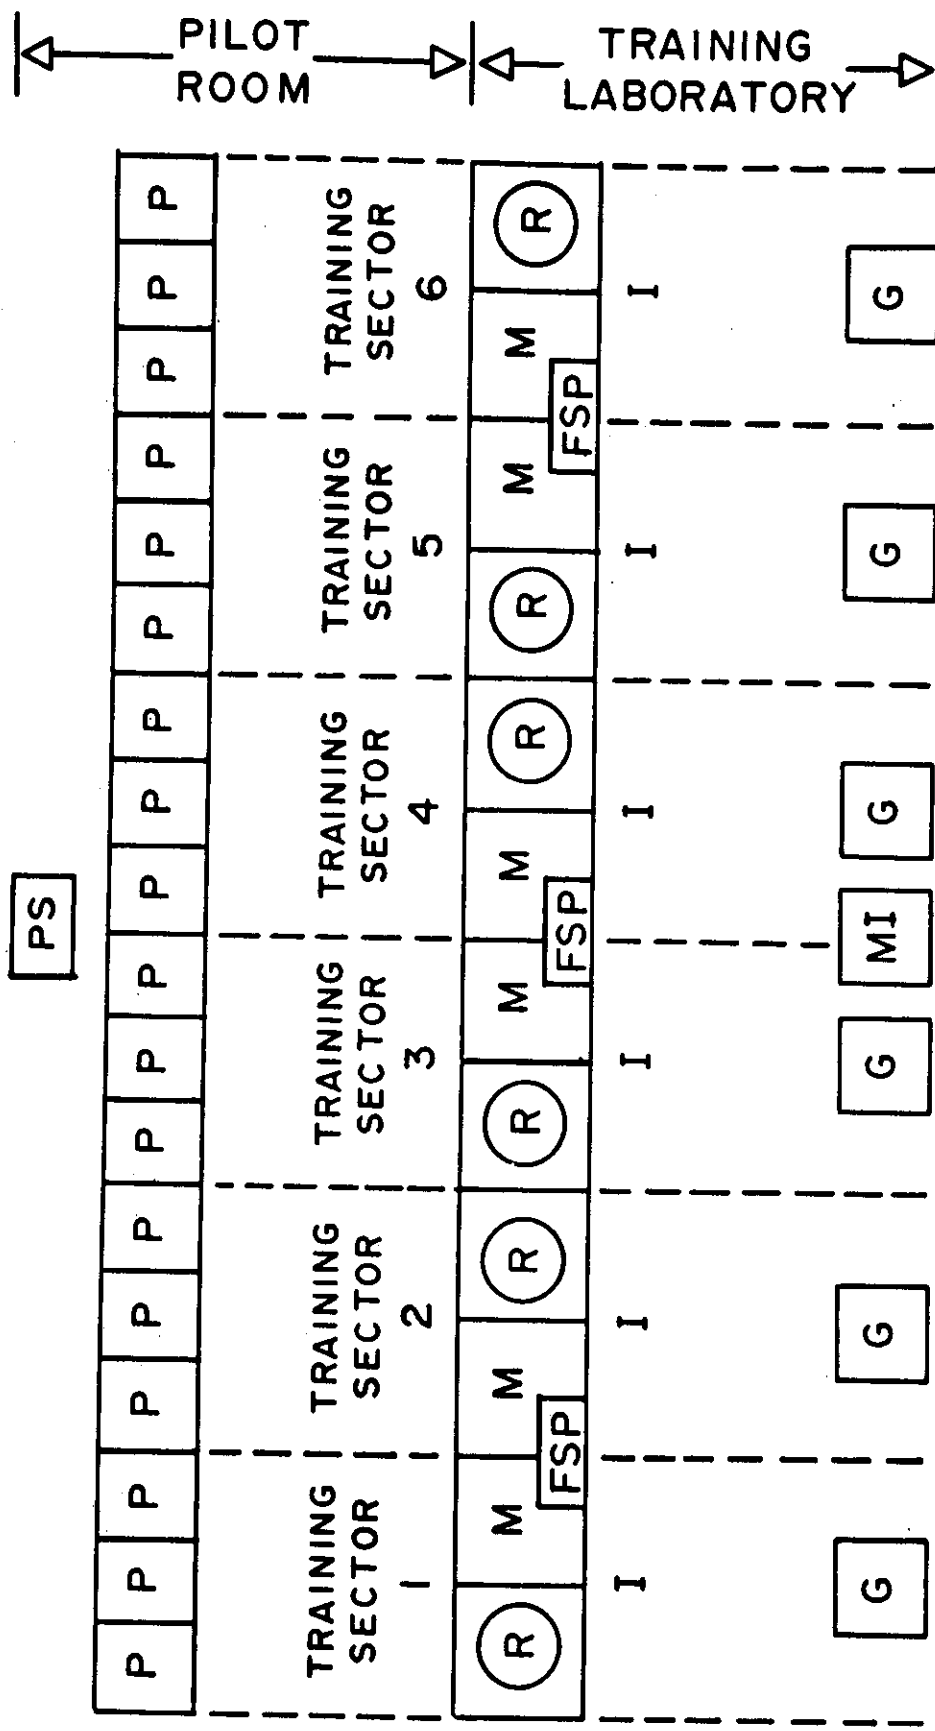 PILOT
ROOM
TRAINING
LABORATORY
PS
P P P P P P P P P P P P P P P P P P
TRAINING
SECTOR
1
TRAINING
SECTOR
2
TRAINING
SECTOR
3
TRAINING
SECTOR
4
TRAINING
SECTOR
5
TRAINING
SECTOR
6
R M M R R M M R R M M R
FSP FSP FSP
I I I I I I
G G G MI G G G